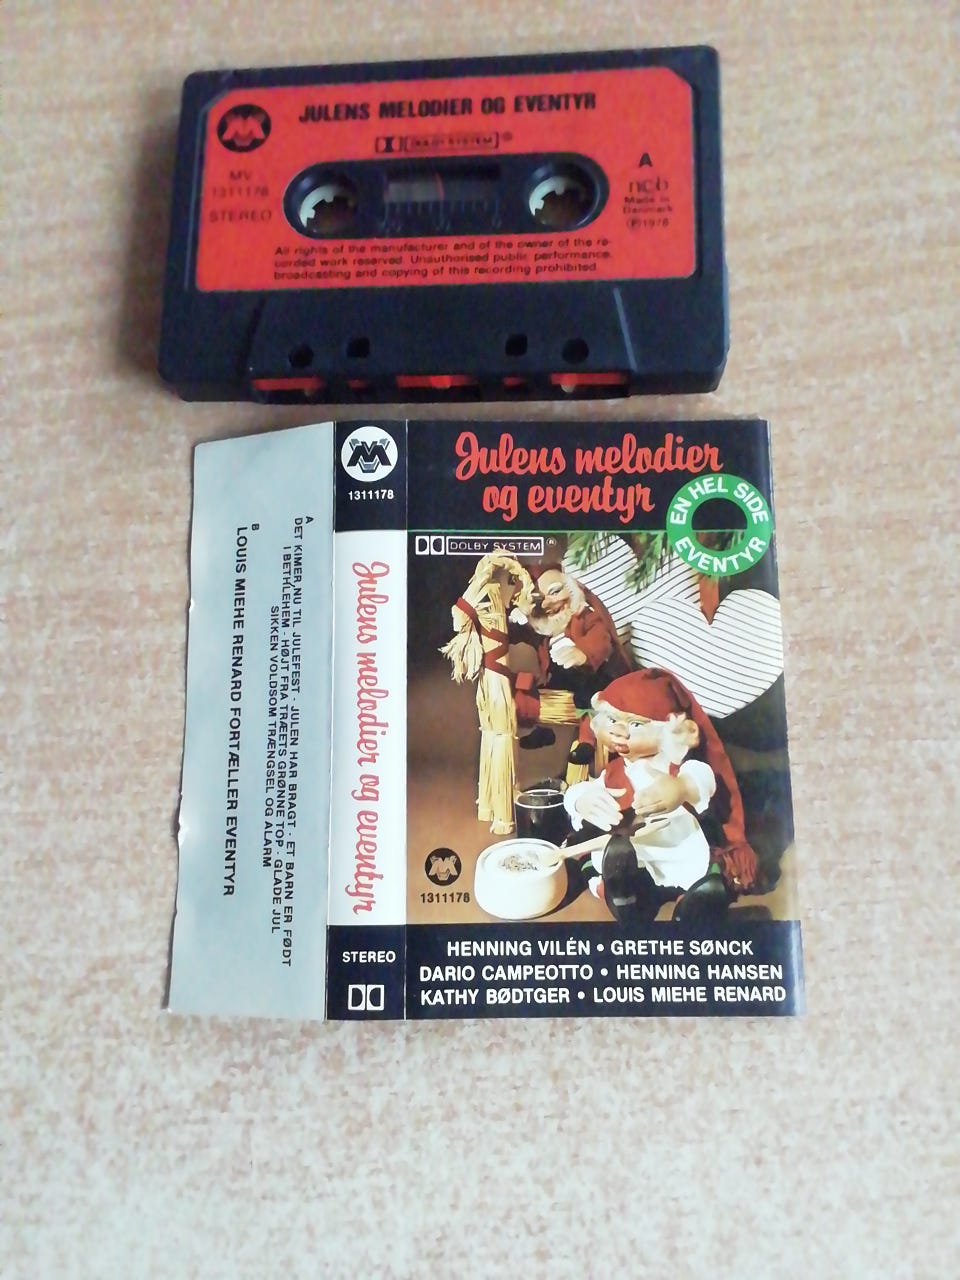 JULENS MELODIER OG EVENTYR
DOLBY SYSTEM ®
MV
1311178
STEREO
A
ncb
Made in
Denmark
Ⓟ1978
All rights of the manufacturer and of the owner of the re-
corded work reserved. Unauthorised public performance,
broadcasting and copying of this recording prohibited.
A
DET KIMER NU TIL JULEFEST - JULEN HAR BRAGT - ET BARN ER FØDT
I BETHLEHEM - HØJT FRA TRÆETS GRØNNE TOP - GLADE JUL
SIKKEN VOLDSOM TRÆNGSEL OG ALARM
B
LOUIS MIEHE RENARD FORTÆLLER EVENTYR
M
1311178
Julens melodier og eventyr
STEREO
Julens melodier
og eventyr
EN HEL SIDE
EVENTYR
DOLBY SYSTEM ®
1311178
HENNING VILÉN • GRETHE SØNCK
DARIO CAMPEOTTO • HENNING HANSEN
KATHY BØDTGER • LOUIS MIEHE RENARD